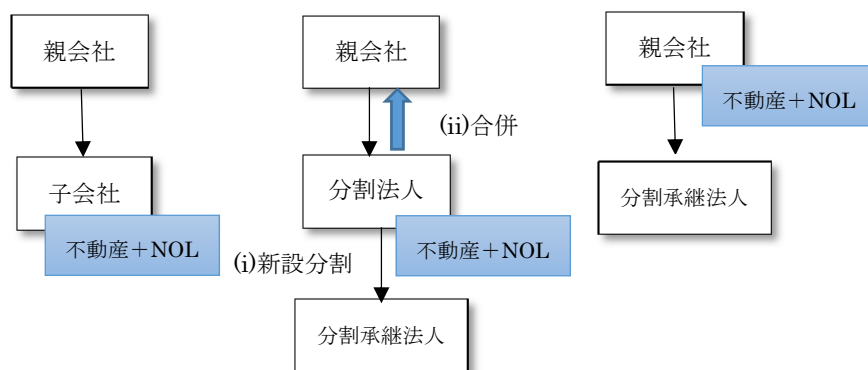 親会社
子会社
不動産+NOL
親会社
(ii)合併
分割法人
不動産+NOL
(i)新設分割
分割承継法人
親会社
不動産+NOL
分割承継法人